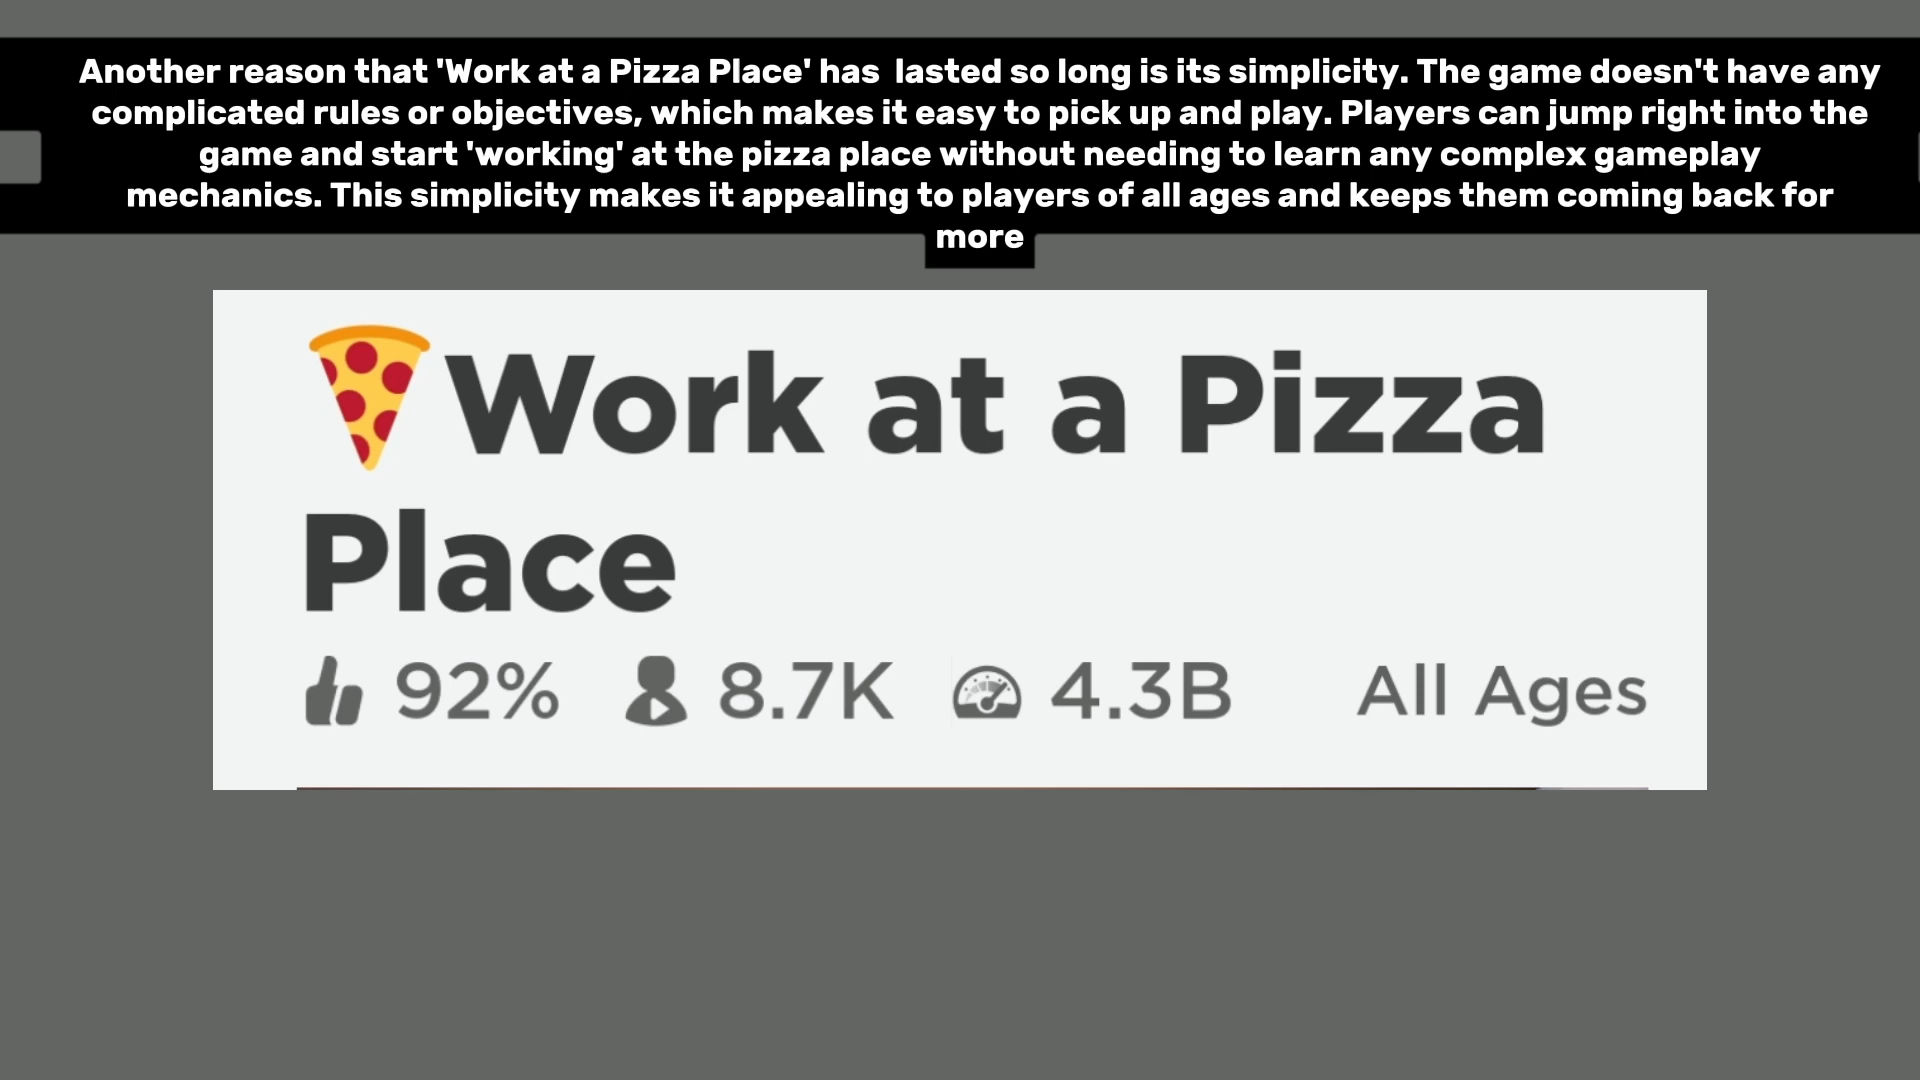 Another reason that 'Work at a Pizza Place' has  lasted so long is its simplicity. The game doesn't have any
complicated rules or objectives, which makes it easy to pick up and play. Players can jump right into the
game and start 'working' at the pizza place without needing to learn any complex gameplay
mechanics. This simplicity makes it appealing to players of all ages and keeps them coming back for
more
Work at a Pizza
Place
92% 8.7K 4.3B All Ages